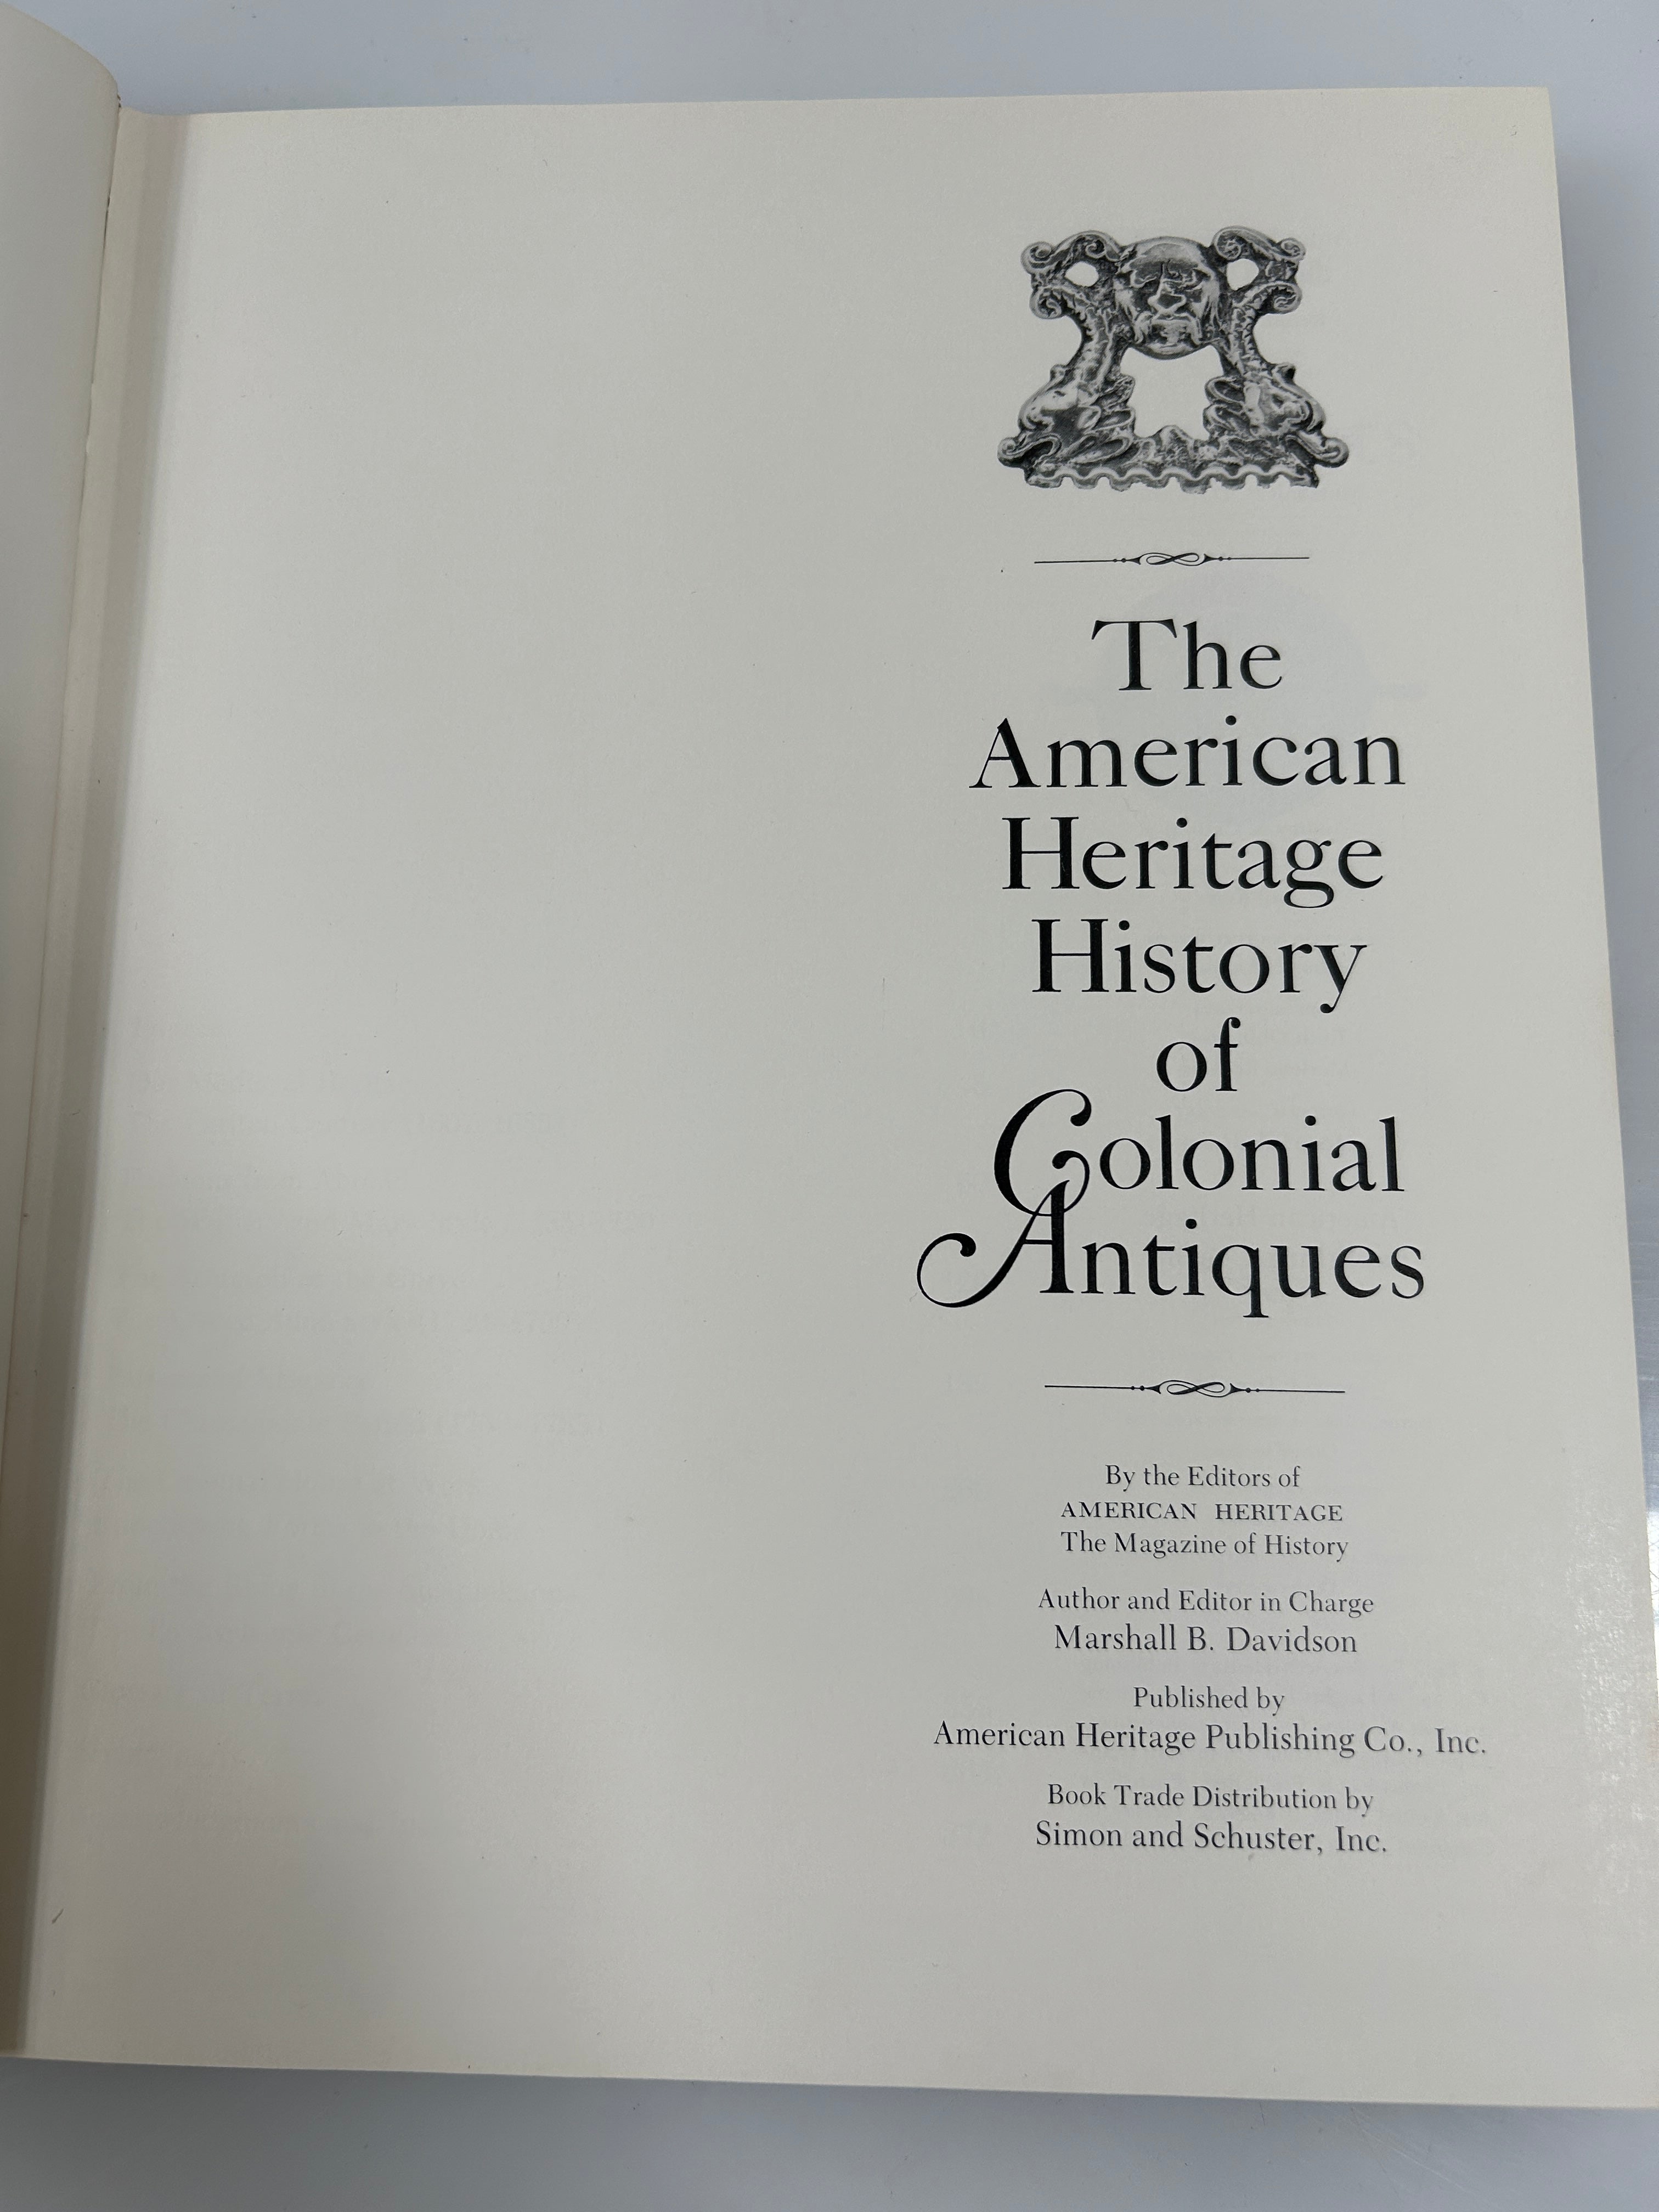 The
American
Heritage
History
of
Colonial
Antiques
By the Editors of
AMERICAN HERITAGE
The Magazine of History
Author and Editor in Charge
Marshall B. Davidson
Published by
American Heritage Publishing Co., Inc.
Book Trade Distribution by
Simon and Schuster, Inc.